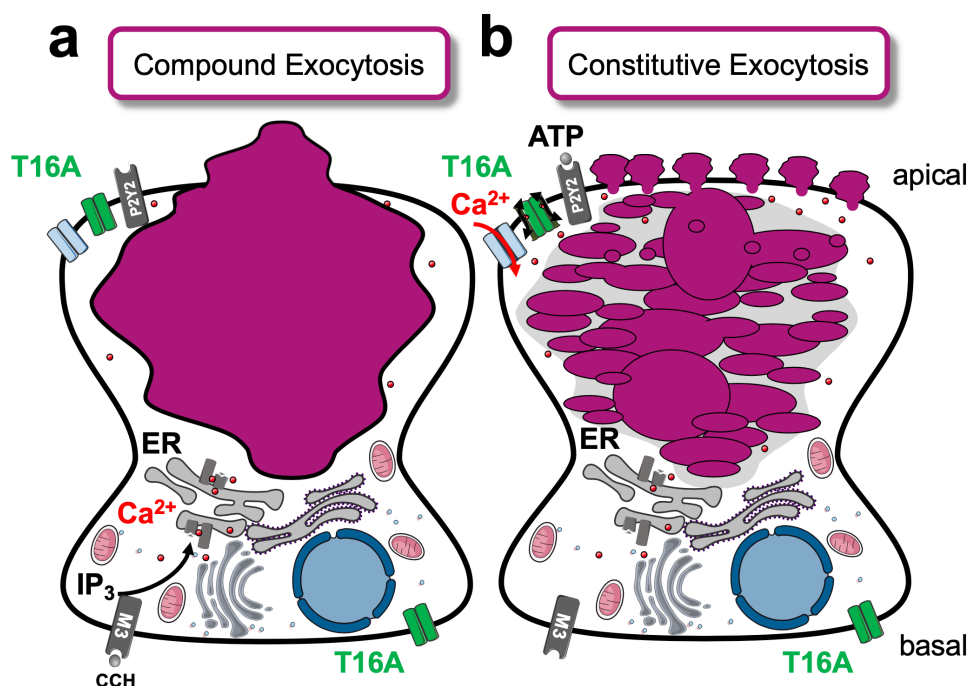 a
Compound Exocytosis
T16A
P2Y2
ER
Ca²⁺
IP₃
M3
CCH
T16A
b
Constitutive Exocytosis
ATP
T16A
P2Y2
Ca²⁺
apical
ER
M3
T16A
basal